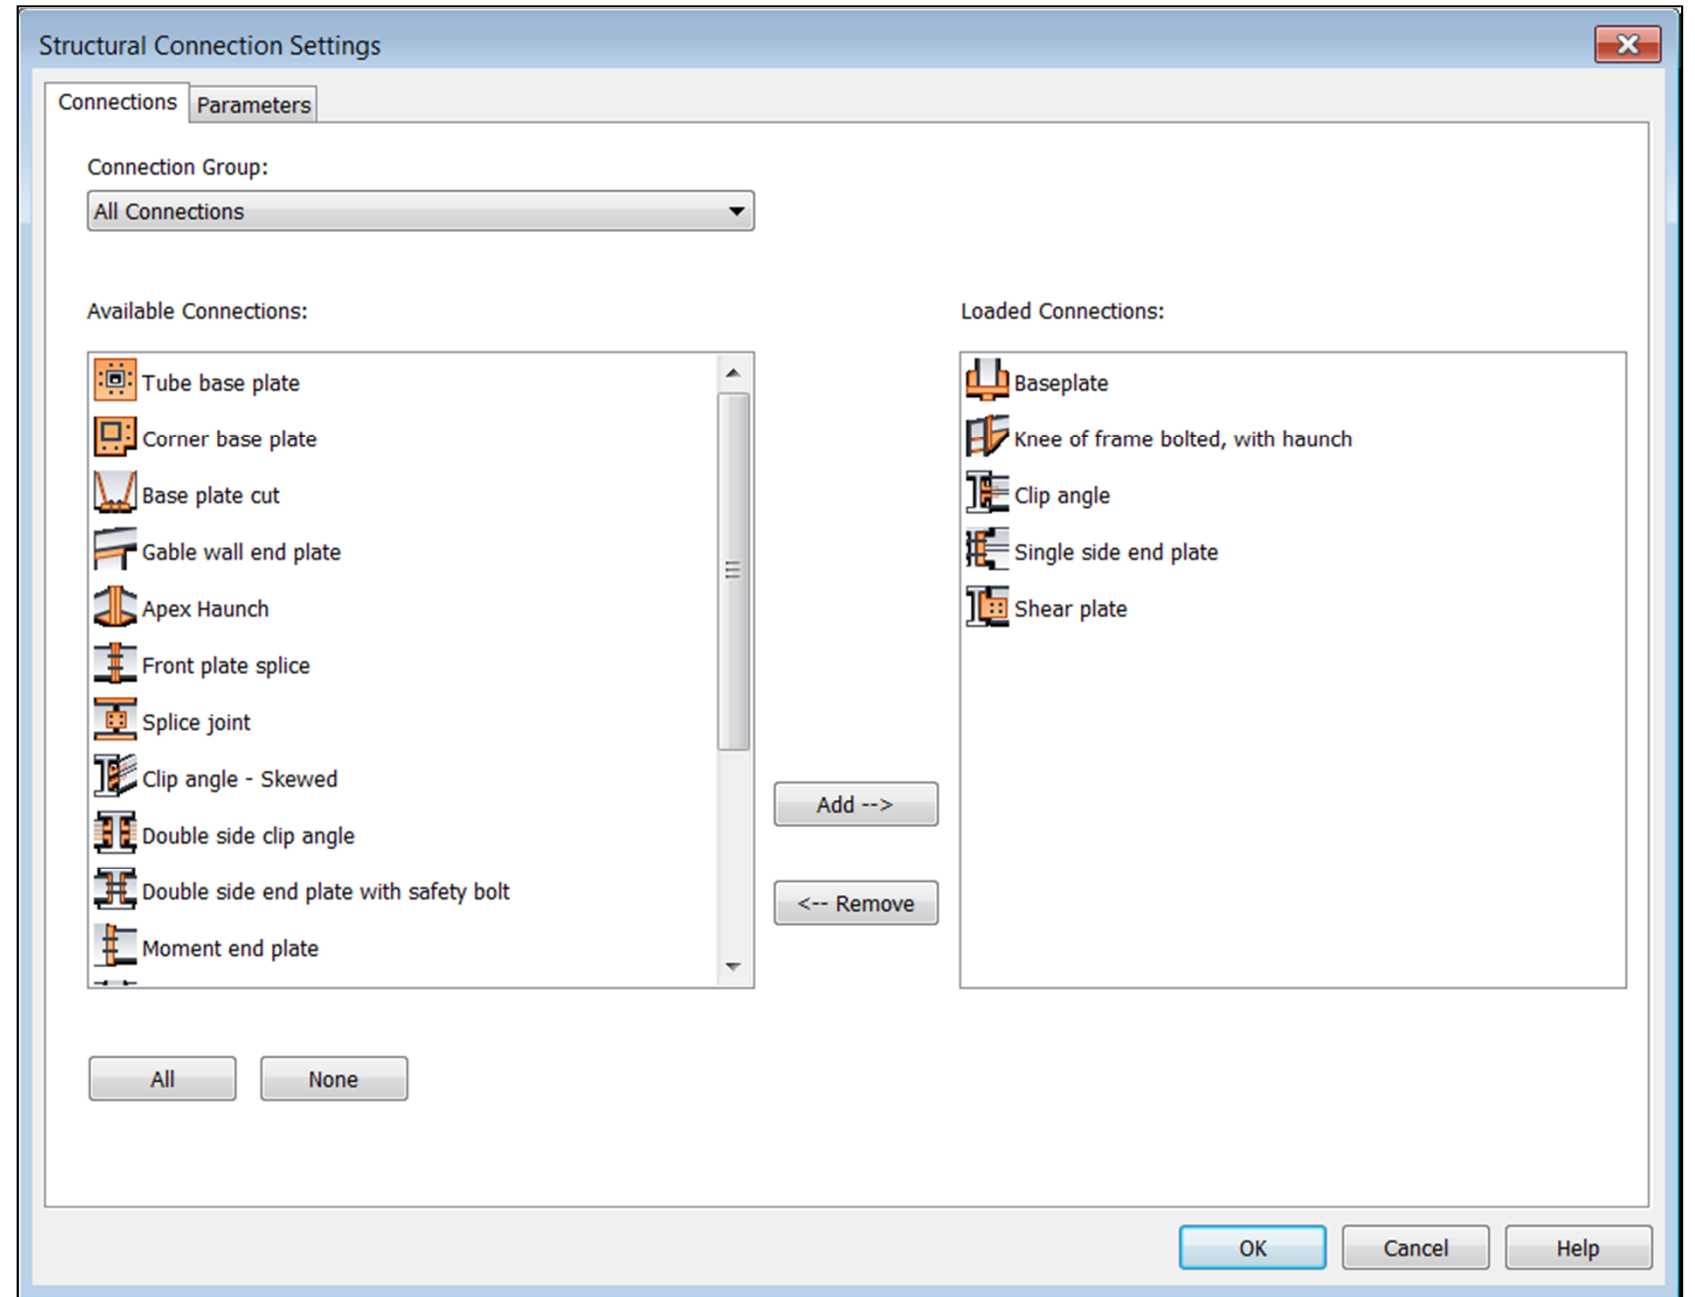 Structural Connection Settings
Connections
Parameters
Connection Group:
All Connections
Available Connections:
Tube base plate
Corner base plate
Base plate cut
Gable wall end plate
Apex Haunch
Front plate splice
Splice joint
Clip angle - Skewed
Double side clip angle
Double side end plate with safety bolt
Moment end plate
Add -->
<-- Remove
Loaded Connections:
Baseplate
Knee of frame bolted, with haunch
Clip angle
Single side end plate
Shear plate
All
None
OK
Cancel
Help